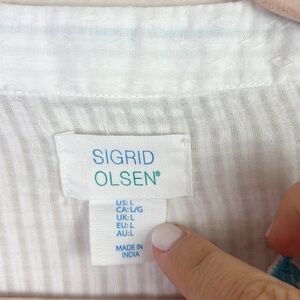 SIGRID
OLSEN®
US: L
CA: L/G
UK: L
EU: L
AU: L
MADE IN
INDIA